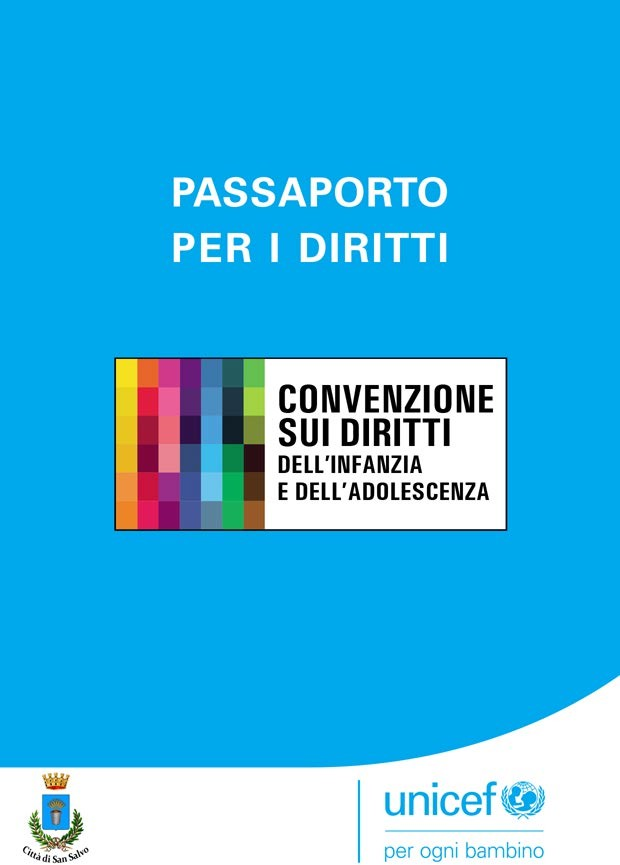 PASSAPORTO
PER I DIRITTI
CONVENZIONE
SUI DIRITTI
DELL'INFANZIA
E DELL'ADOLESCENZA
Città di San Salvo
unicef
per ogni bambino